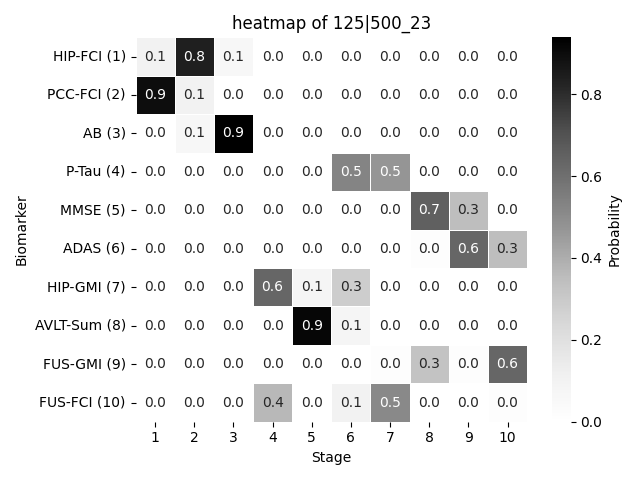 heatmap of 125|500_23
HIP-FCI (1) 0.1 0.8 0.1 0.0 0.0 0.0 0.0 0.0 0.0 0.0
PCC-FCI (2) 0.9 0.1 0.0 0.0 0.0 0.0 0.0 0.0 0.0 0.0
AB (3) 0.0 0.1 0.9 0.0 0.0 0.0 0.0 0.0 0.0 0.0
P-Tau (4) 0.0 0.0 0.0 0.0 0.0 0.5 0.5 0.0 0.0 0.0
MMSE (5) 0.0 0.0 0.0 0.0 0.0 0.0 0.0 0.7 0.3 0.0
ADAS (6) 0.0 0.0 0.0 0.0 0.0 0.0 0.0 0.0 0.6 0.3
HIP-GMI (7) 0.0 0.0 0.0 0.6 0.1 0.3 0.0 0.0 0.0 0.0
AVLT-Sum (8) 0.0 0.0 0.0 0.0 0.9 0.1 0.0 0.0 0.0 0.0
FUS-GMI (9) 0.0 0.0 0.0 0.0 0.0 0.0 0.0 0.3 0.0 0.6
FUS-FCI (10) 0.0 0.0 0.0 0.4 0.0 0.1 0.5 0.0 0.0 0.0
1 2 3 4 5 6 7 8 9 10
Stage
Biomarker
0.8
0.6
0.4
0.2
0.0
Probability